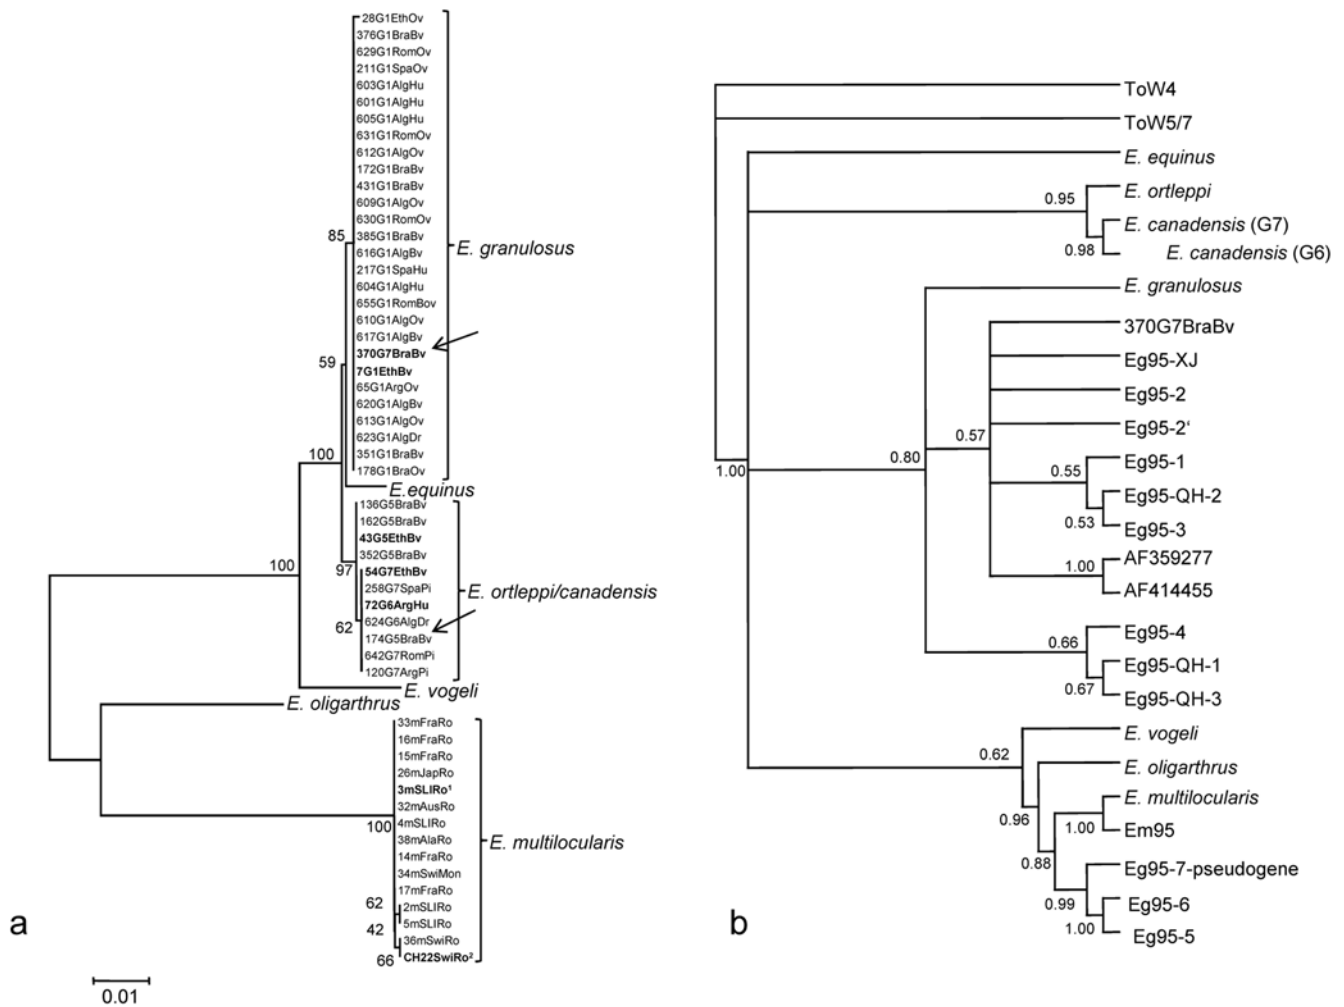 28G1EthOv
376G1BraBv
629G1RomOv
211G1SpaOv
603G1AlgHu
601G1AlgHu
605G1AlgHu
631G1RomOv
612G1AlgOv
172G1BraBv
431G1BraBv
609G1AlgOv
630G1RomOv
85
385G1BraBv
616G1AlgBv
E. granulosus
217G1SpaHu
604G1AlgHu
655G1RomBov
610G1AlgOv
617G1AlgBv
370G7BraBv
59
7G1EthBv
65G1ArgOv
620G1AlgBv
613G1AlgOv
623G1AlgDr
351G1BraBv
100
178G1BraOv
E.equinus
136G5BraBv
162G5BraBv
43G5EthBv
352G5BraBv
100
97
54G7EthBv
258G7SpaPi
E. ortleppi/canadensis
72G6ArgHu
624G6AlgDr
62
174G5BraBv
642G7RomPi
120G7ArgPi
E. vogeli
E. oligarthrus
33mFraRo
16mFraRo
15mFraRo
26mJapRo
3mSLIRo¹
32mAusRo
100
4mSLIRo
38mAlaRo
E. multilocularis
14mFraRo
34mSwiMon
17mFraRo
62
2mSLIRo
5mSLIRo
42
36mSwiRo
66
CH22SwiRo²
a
0.01
ToW4
ToW5/7
E. equinus
0.95
E. ortleppi
E. canadensis (G7)
0.98
E. canadensis (G6)
E. granulosus
370G7BraBv
Eg95-XJ
Eg95-2
Eg95-2'
0.57
0.80
1.00
Eg95-1
0.55
Eg95-QH-2
0.53
Eg95-3
AF359277
1.00
AF414455
Eg95-4
0.66
Eg95-QH-1
0.67
Eg95-QH-3
E. vogeli
0.62
E. oligarthrus
E. multilocularis
0.96
1.00
Em95
0.88
Eg95-7-pseudogene
0.99
Eg95-6
1.00
Eg95-5
b